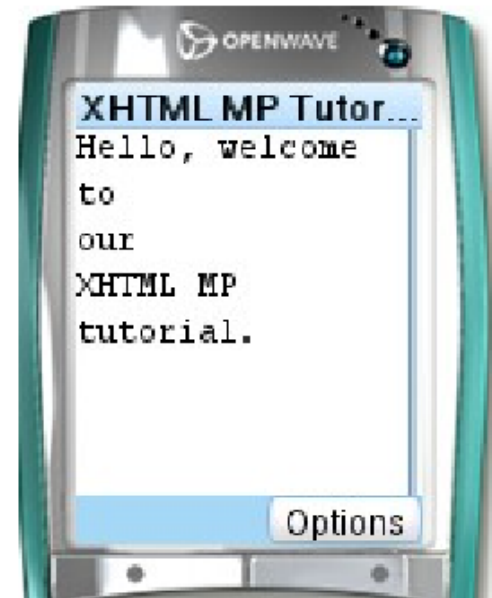 OPENWAVE
XHTML MP Tutor...
Hello, welcome
to
our
XHTML MP
tutorial.
Options